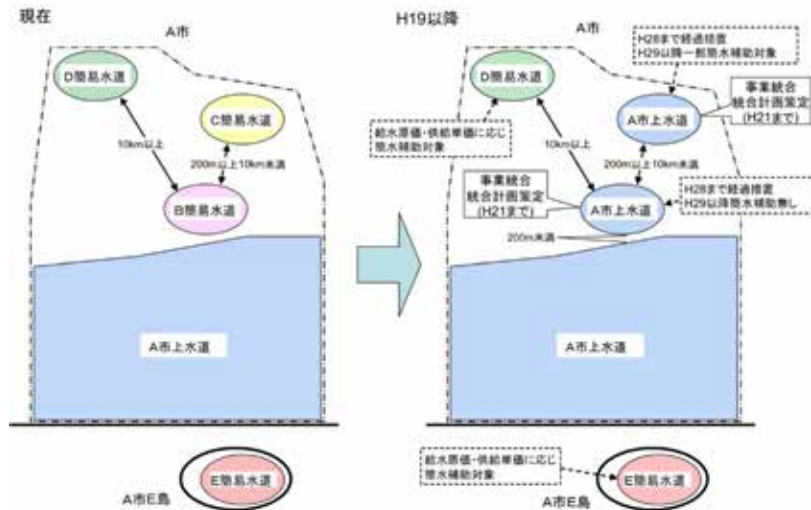 現在
A市
D簡易水道
C簡易水道
10km以上
200m以上10km未満
B簡易水道
A市上水道
E簡易水道
A市E島
H19以降
A市
H28まで経過措置
H29以降一部簡水補助対象
D簡易水道
事業統合
統合計画策定
(H21まで)
A市上水道
給水原価・供給単価に応じ
簡水補助対象
10km以上
200m以上10km未満
事業統合
統合計画策定
(H21まで)
A市上水道
H28まで経過措置
H29以降簡水補助無し
200m未満
A市上水道
給水原価・供給単価に応じ
簡水補助対象
E簡易水道
A市E島